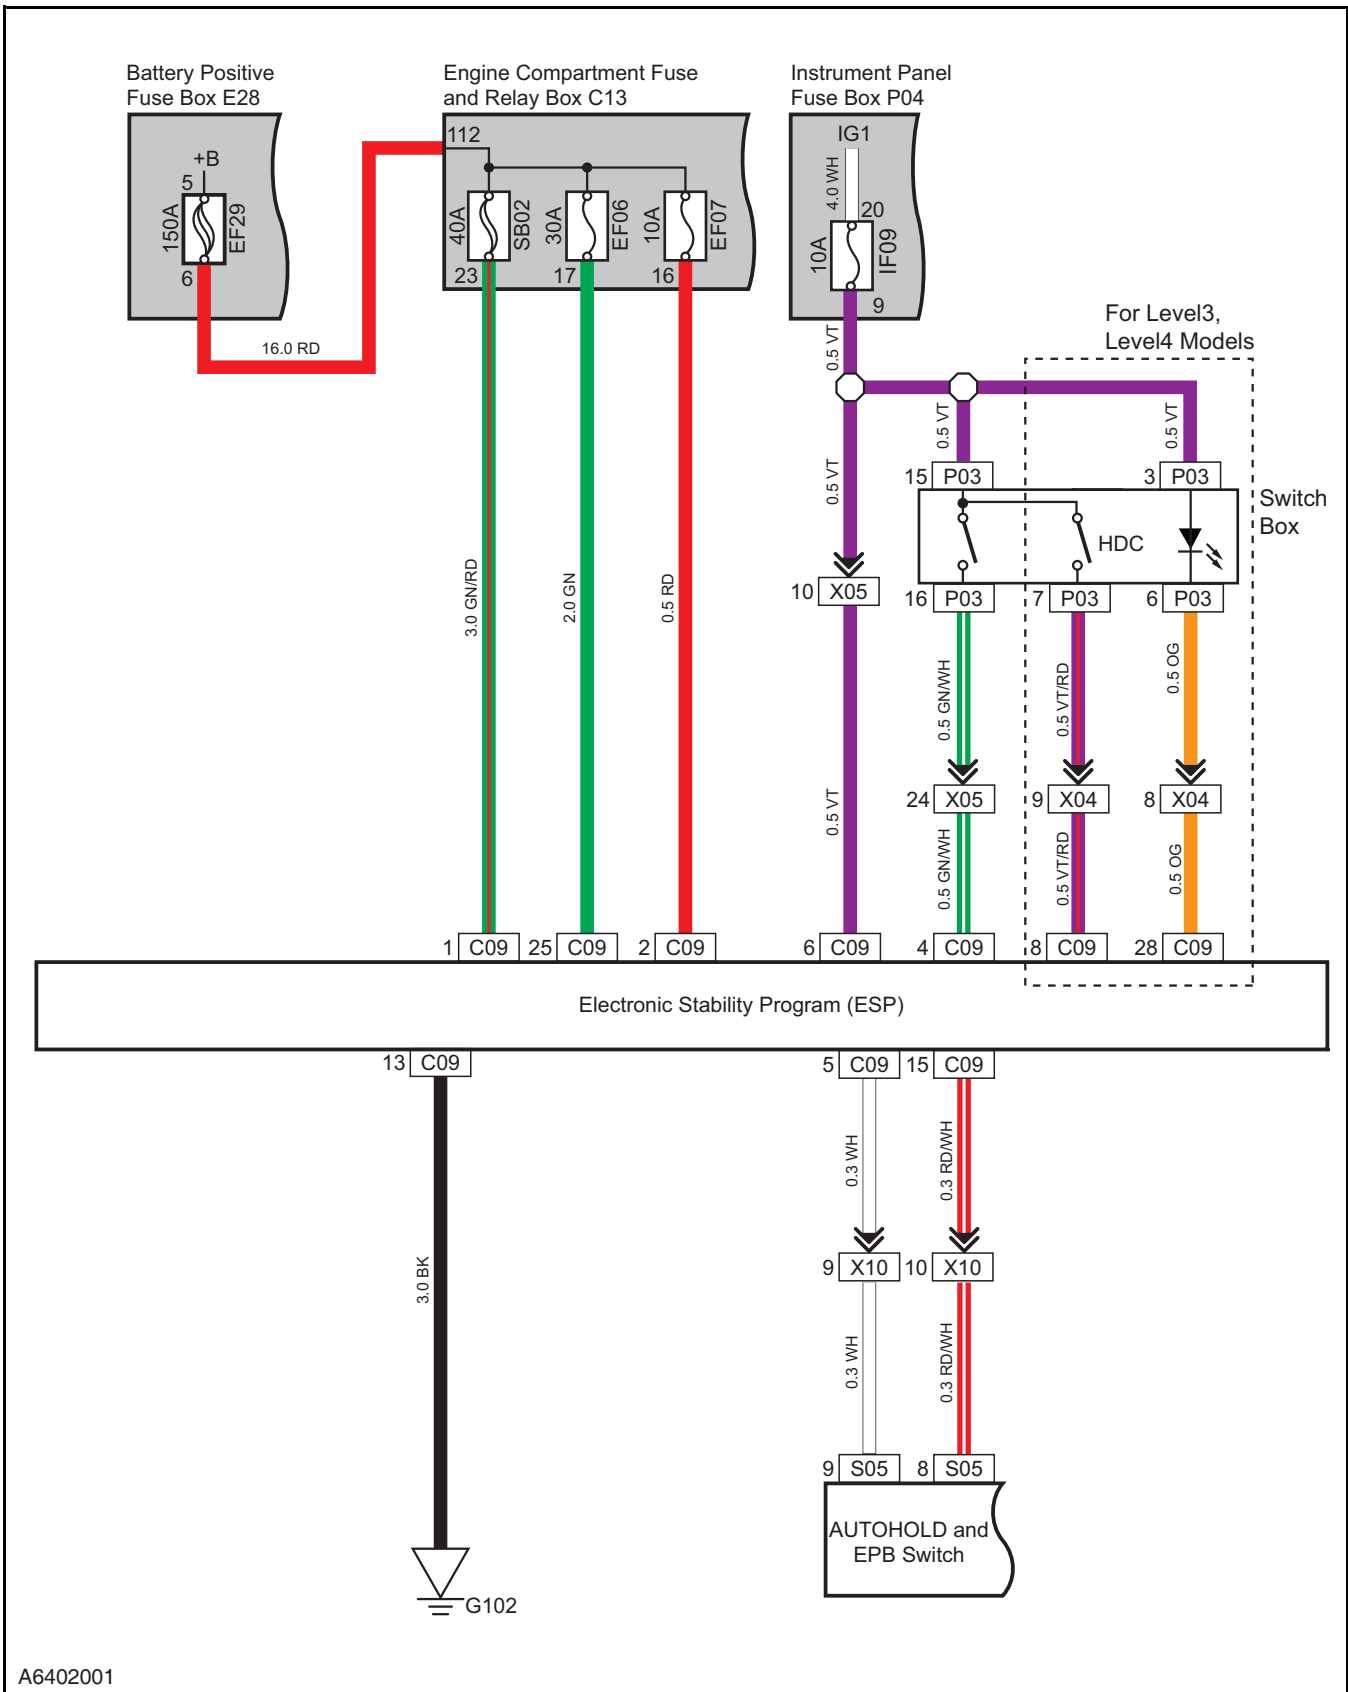 Battery Positive
Fuse Box E28
Engine Compartment Fuse
and Relay Box C13
Instrument Panel
Fuse Box P04
+B
5
150A
EF29
6
16.0 RD
112
40A
SB02
23
30A
EF06
17
10A
EF07
16
IG1
4.0 WH
20
10A
IF09
9
0.5 VT
For Level3,
Level4 Models
0.5 VT
0.5 VT
0.5 VT
15 P03
3 P03
Switch
Box
HDC
10 X05
16 P03
7 P03
6 P03
3.0 GN/RD
2.0 GN
0.5 RD
0.5 GN/WH
0.5 VT/RD
0.5 OG
24 X05
9 X04
8 X04
0.5 VT
0.5 GN/WH
0.5 VT/RD
0.5 OG
1 C09
25 C09
2 C09
6 C09
4 C09
8 C09
28 C09
Electronic Stability Program (ESP)
13 C09
5 C09
15 C09
0.3 WH
0.3 RD/WH
3.0 BK
9 X10
10 X10
0.3 WH
0.3 RD/WH
9 S05
8 S05
AUTOHOLD and
EPB Switch
G102
A6402001